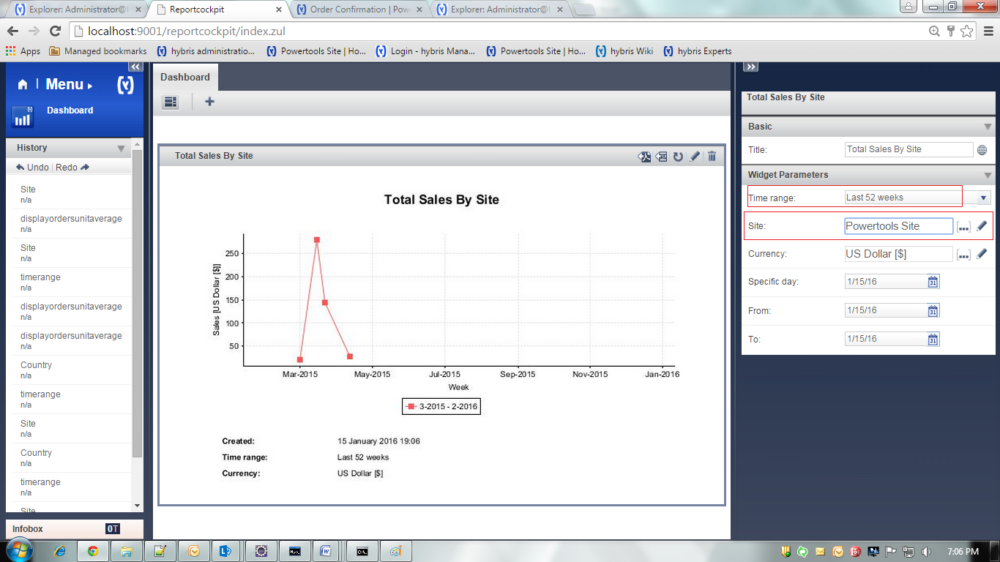 Explorer: Administrator@
Reportcockpit
Order Confirmation | Pow
Explorer: Administrator@
localhost:9001/reportcockpit/index.zul
Apps
Managed bookmarks
hybris administratio...
Powertools Site | Ho...
Login - hybris Mana...
Powertools Site | Ho...
hybris Wiki
hybris Experts
Menu
Dashboard
History
Undo | Redo
Site
n/a
displayordersunitaverage
n/a
Site
n/a
timerange
n/a
displayordersunitaverage
n/a
displayordersunitaverage
n/a
Country
n/a
timerange
n/a
Site
n/a
Country
n/a
timerange
n/a
Site
Infobox
0T
Dashboard
Total Sales By Site
Total Sales By Site
Sales [US Dollar [$]]
250
200
150
100
50
Mar-2015
May-2015
Jul-2015
Sep-2015
Nov-2015
Jan-2016
Week
3-2015 - 2-2016
Created: 15 January 2016 19:06
Time range: Last 52 weeks
Currency: US Dollar [$]
Total Sales By Site
Basic
Title: Total Sales By Site
Widget Parameters
Time range: Last 52 weeks
Site: Powertools Site ...
Currency: US Dollar [$] ...
Specific day: 1/15/16 31
From: 1/15/16 31
To: 1/15/16 31
7:06 PM